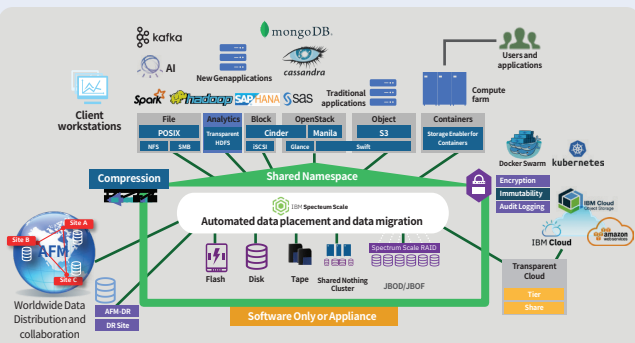 kafka
mongoDB.
AI
cassandra
New Genapplications
Users and
applications
Client
workstations
Spark
hadoop
SAP HANA
sas
Traditional
applications
Compute
farm
File
Analytics
Block
OpenStack
Object
Containers
POSIX
Transparent
HDFS
Cinder
Manila
S3
Storage Enabler for
Containers
NFS
SMB
iSCSI
Glance
Swift
Docker Swarm
kubernetes
Compression
Shared Namespace
Encryption
Immutability
Audit Logging
IBM Spectrum Scale
Automated data placement and data migration
IBM Cloud
Object Storage
IBM Cloud
amazon
webservices
Site A
Site B
AFM
Site C
Flash
Disk
Tape
Shared Nothing
Cluster
Spectrum Scale RAID
JBOD/JBOF
Transparent
Cloud
Tier
Share
Worldwide Data
Distribution and
collaboration
AFM-DR
DR Site
Software Only or Appliance